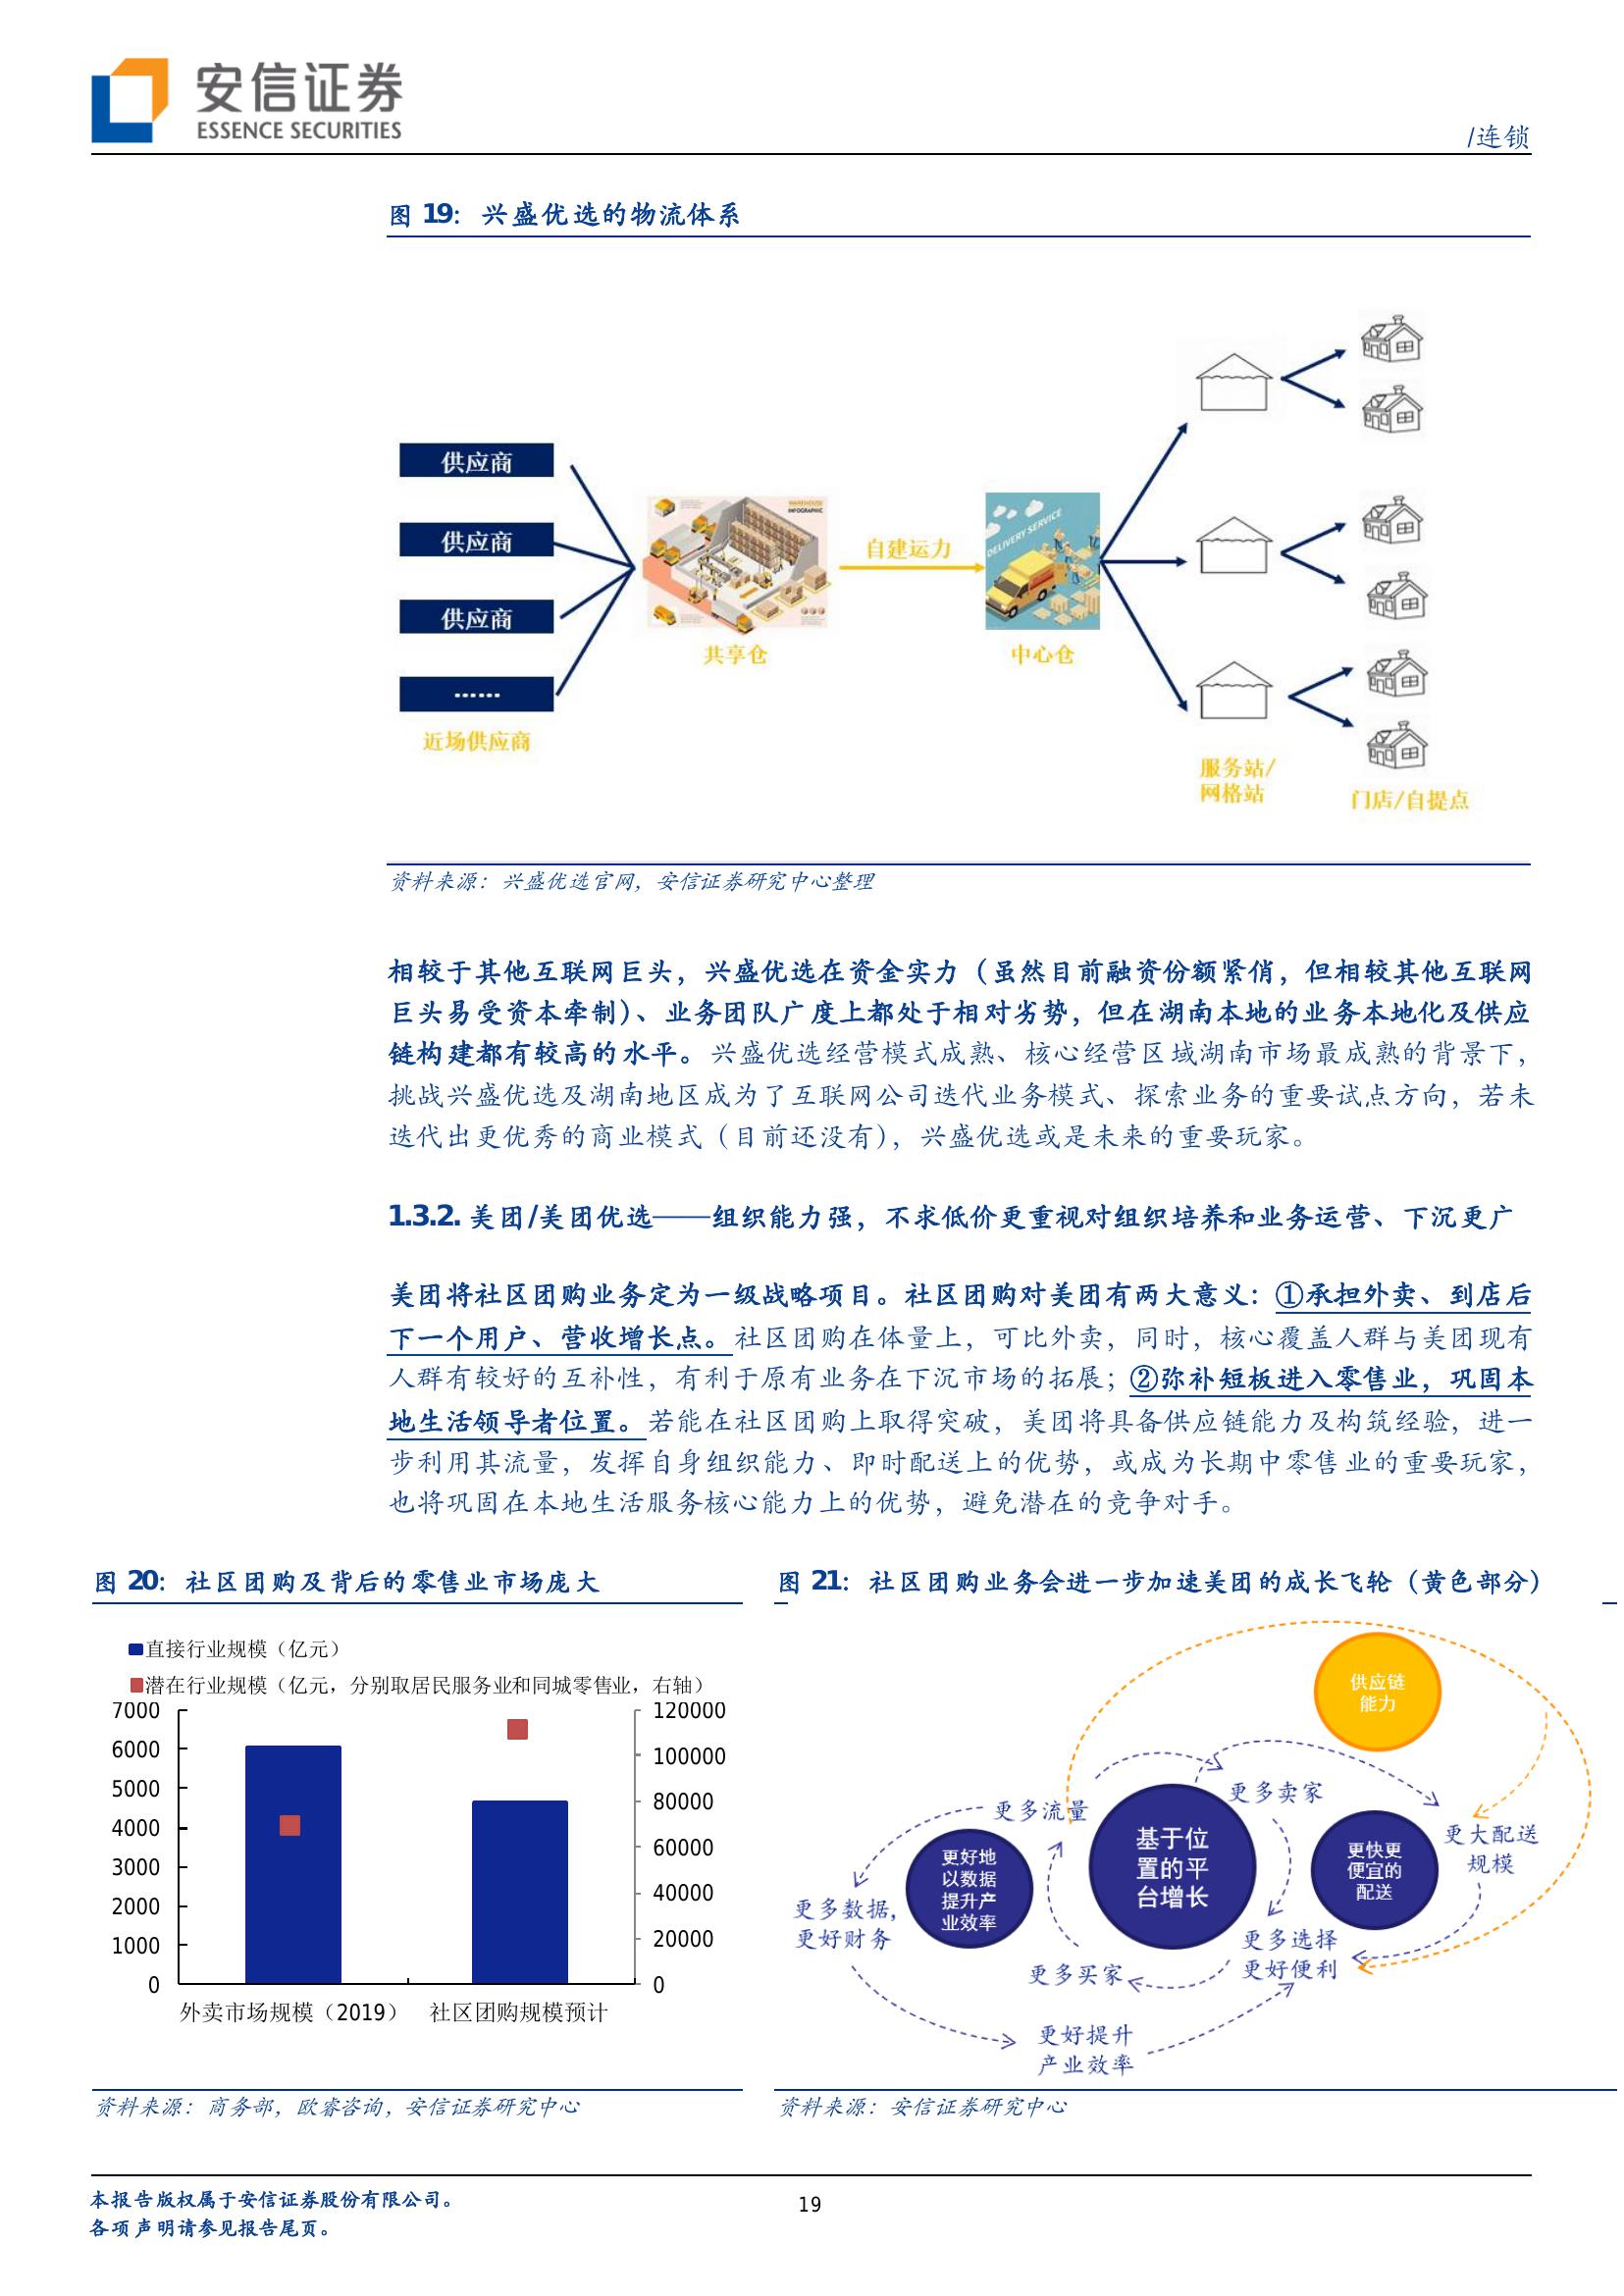 安信证券
ESSENCE SECURITIES
/连锁
图 19：兴盛优选的物流体系
供应商
供应商
供应商
······
近场供应商
WAREHOUSE
INFOGRAPHIC
共享仓
自建运力
DELIVERY SERVICE
中心仓
服务站/
网格站
门店/自提点
资料来源：兴盛优选官网，安信证券研究中心整理
相较于其他互联网巨头，兴盛优选在资金实力（虽然目前融资份额紧俏，但相较其他互联网
巨头易受资本牵制）、业务团队广度上都处于相对劣势，但在湖南本地的业务本地化及供应
链构建都有较高的水平。兴盛优选经营模式成熟、核心经营区域湖南市场最成熟的背景下，
挑战兴盛优选及湖南地区成为了互联网公司迭代业务模式、探索业务的重要试点方向，若未
迭代出更优秀的商业模式（目前还没有），兴盛优选或是未来的重要玩家。
1.3.2. 美团/美团优选——组织能力强，不求低价更重视对组织培养和业务运营、下沉更广
美团将社区团购业务定为一级战略项目。社区团购对美团有两大意义：①承担外卖、到店后
下一个用户、营收增长点。社区团购在体量上，可比外卖，同时，核心覆盖人群与美团现有
人群有较好的互补性，有利于原有业务在下沉市场的拓展；②弥补短板进入零售业，巩固本
地生活领导者位置。若能在社区团购上取得突破，美团将具备供应链能力及构筑经验，进一
步利用其流量，发挥自身组织能力、即时配送上的优势，或成为长期中零售业的重要玩家，
也将巩固在本地生活服务核心能力上的优势，避免潜在的竞争对手。
图 20：社区团购及背后的零售业市场庞大
直接行业规模（亿元）
潜在行业规模（亿元，分别取居民服务业和同城零售业，右轴）
7000
6000
5000
4000
3000
2000
1000
0
120000
100000
80000
60000
40000
20000
0
外卖市场规模（2019）
社区团购规模预计
资料来源：商务部，欧睿咨询，安信证券研究中心
图 21：社区团购业务会进一步加速美团的成长飞轮（黄色部分）
供应链
能力
更多流量
更多卖家
基于位
置的平
台增长
更好地
以数据
提升产
业效率
更快更
便宜的
配送
更大配送
规模
更多数据,
更好财务
更多选择
更好便利
更多买家
更好提升
产业效率
资料来源：安信证券研究中心
本报告版权属于安信证券股份有限公司。
各项声明请参见报告尾页。
19